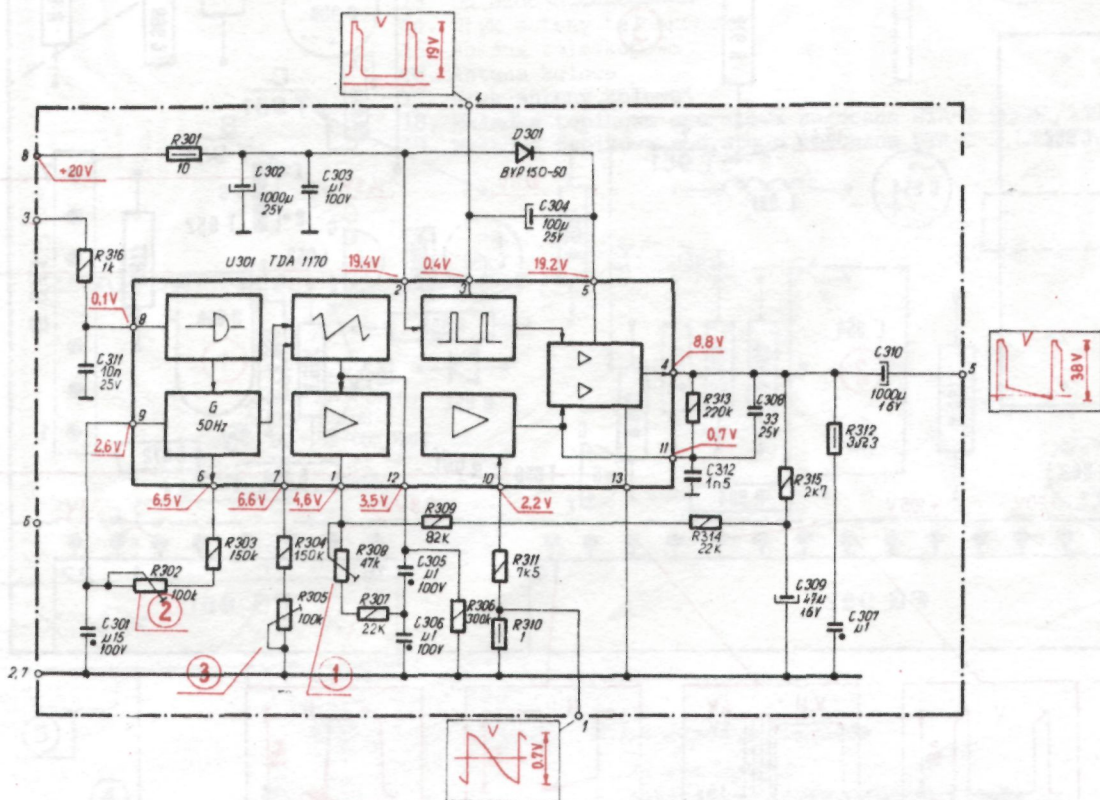 V
19V
4
8
+20V
R301
10
C302
1000µ
25V
C303
µ1
100V
D301
BYP 150-50
C304
100µ
25V
3
R316
1k
U301 TDA 1170
19.4V
0.4V
19.2V
2
3
5
0,1V
8
C311
10n
25V
9
2,6V
G
50Hz
4
8,8V
11
0,7V
R313
220k
C308
33
25V
C312
1n5
C310
1000µ
16V
5
V
38V
R312
3Ω3
R315
2k7
6
7
1
12
10
13
6,5V
6.6V
4,6V
3,5V
2,2V
6
R303
150k
R304
150k
R308
47k
R309
82k
R314
22k
R302
100k
2
R305
100k
C305
µ1
100V
R307
22k
C306
µ1
100V
R306
300k
R311
7k5
R310
1
C309
47µ
16V
C307
µ1
C301
µ15
100V
3
1
2,7
1
V
0.7V